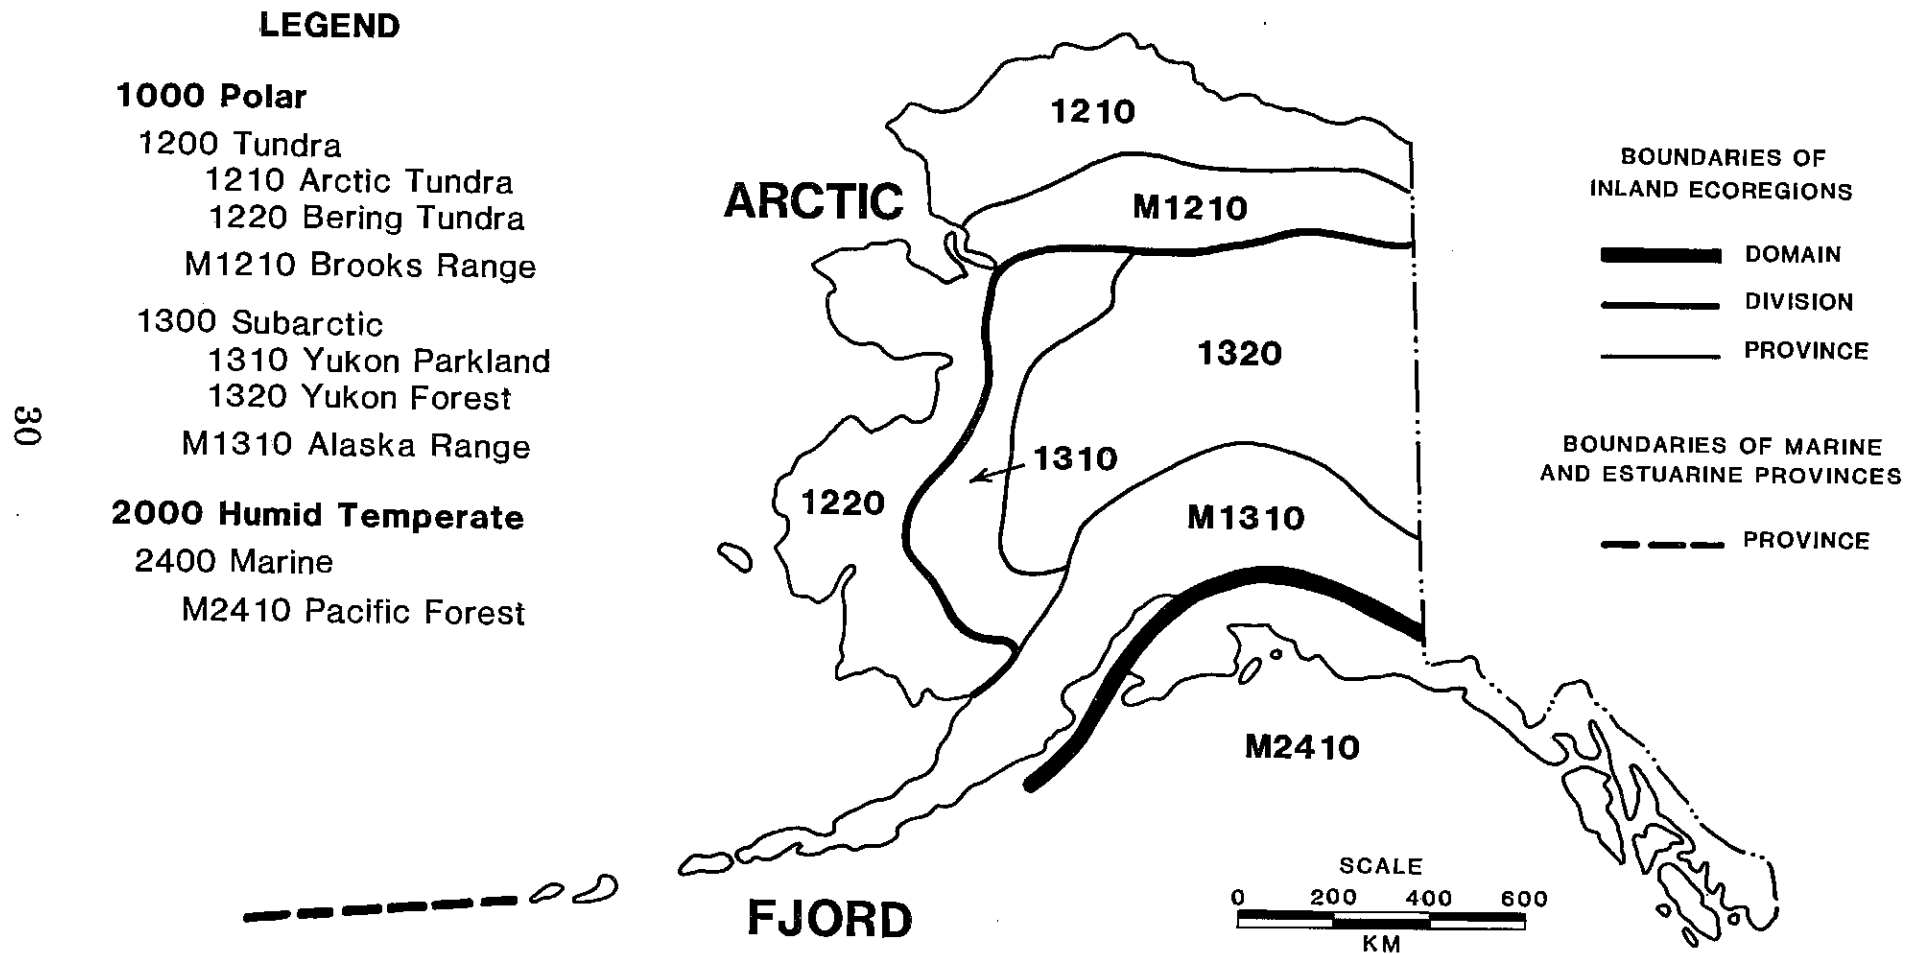 LEGEND
1000 Polar
1200 Tundra
1210 Arctic Tundra
1220 Bering Tundra
M1210 Brooks Range
1300 Subarctic
1310 Yukon Parkland
1320 Yukon Forest
M1310 Alaska Range
2000 Humid Temperate
2400 Marine
M2410 Pacific Forest
30
ARCTIC
1210
M1210
1320
1310
1220
M1310
M2410
FJORD
SCALE
0 200 400 600
KM
BOUNDARIES OF
INLAND ECOREGIONS
DOMAIN
DIVISION
PROVINCE
BOUNDARIES OF MARINE
AND ESTUARINE PROVINCES
PROVINCE